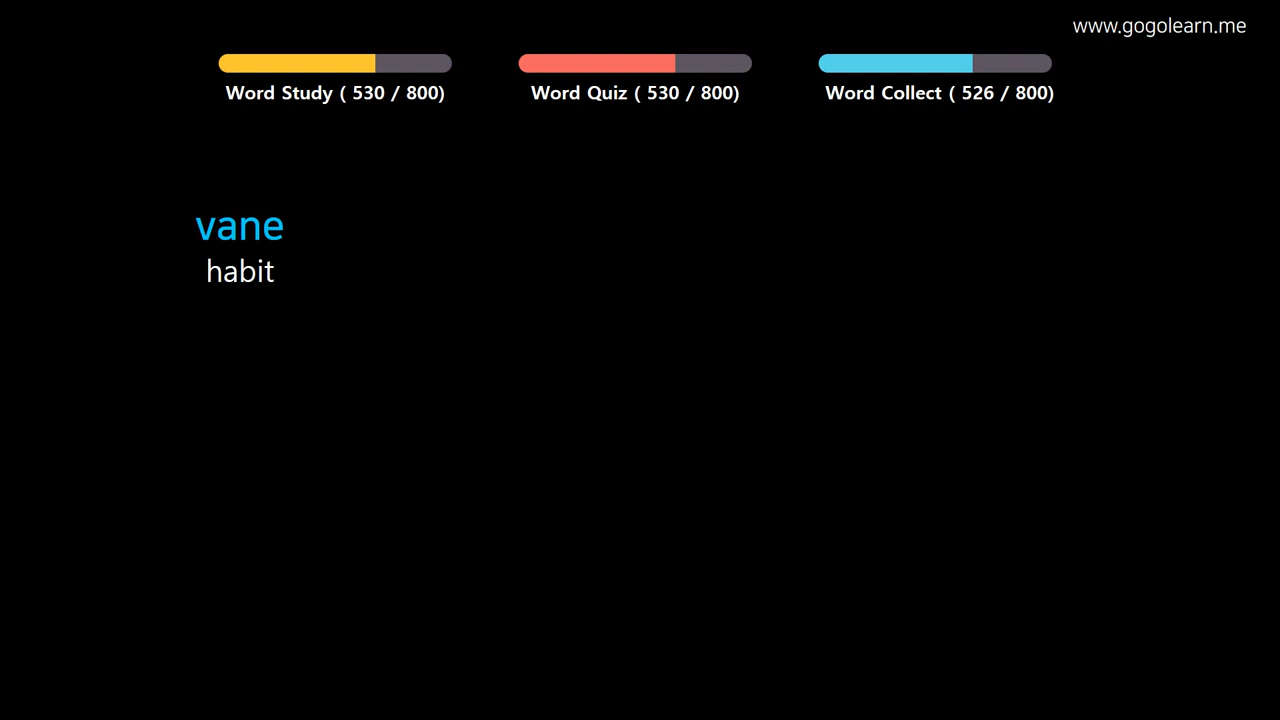 www.gogolearn.me
Word Study ( 530 / 800)
Word Quiz ( 530 / 800)
Word Collect ( 526 / 800)
vane
habit